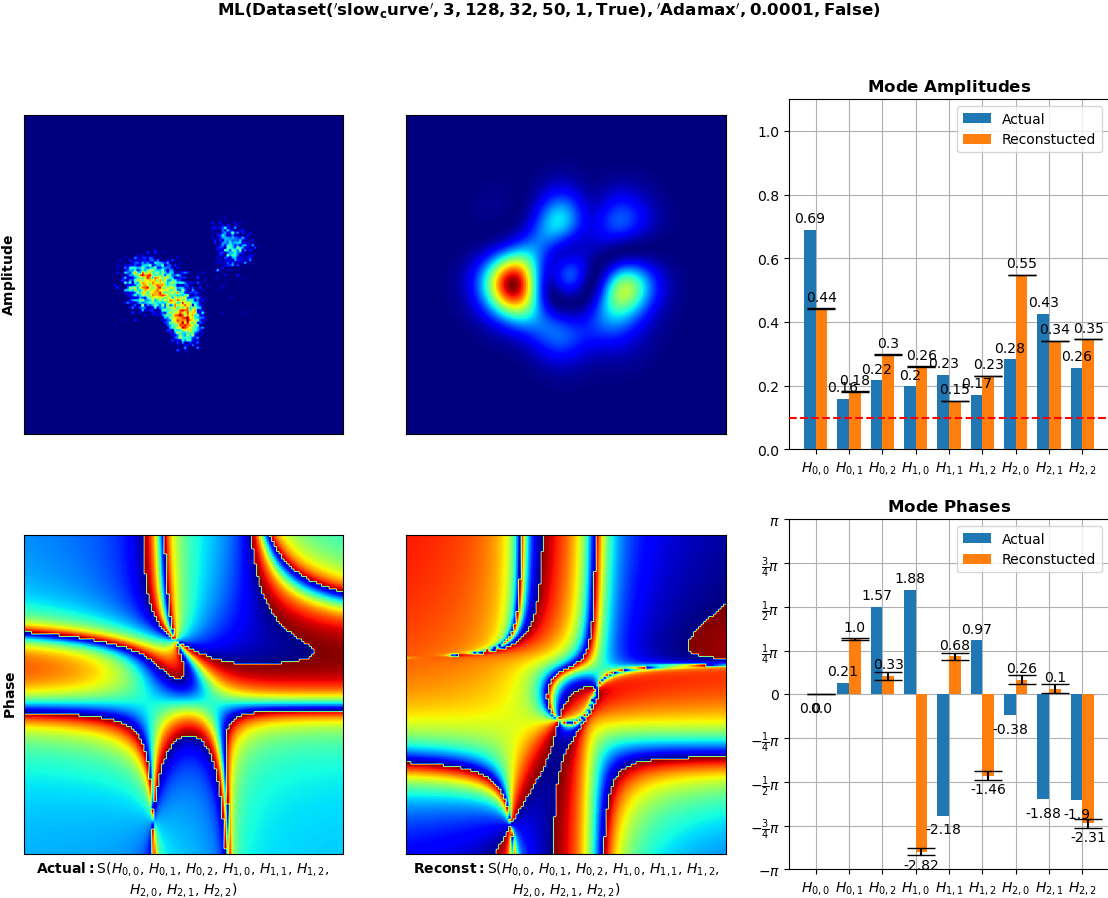 ML(Dataset('slow_curve', 3, 128, 32, 50, 1, True), 'Adamax', 0.0001, False)
Amplitude
Mode Amplitudes
Actual
Reconstucted
1.0
0.8
0.6
0.4
0.2
0.0
0.69
0.44
0.16
0.18
0.22
0.3
0.2
0.26
0.23
0.15
0.17
0.23
0.28
0.55
0.43
0.34
0.26
0.35
H0,0 H0,1 H0,2 H1,0 H1,1 H1,2 H2,0 H2,1 H2,2
Phase
Actual: S(H0,0, H0,1, H0,2, H1,0, H1,1, H1,2,
H2,0, H2,1, H2,2)
Reconst: S(H0,0, H0,1, H0,2, H1,0, H1,1, H1,2,
H2,0, H2,1, H2,2)
Mode Phases
Actual
Reconstucted
π
3/4π
1/2π
1/4π
0
−1/4π
−1/2π
−3/4π
−π
0.0
0.0
0.21
1.0
1.57
0.33
1.88
-2.82
-2.18
0.68
0.97
-1.46
-0.38
0.26
-1.88
0.1
-1.9
-2.31
H0,0 H0,1 H0,2 H1,0 H1,1 H1,2 H2,0 H2,1 H2,2